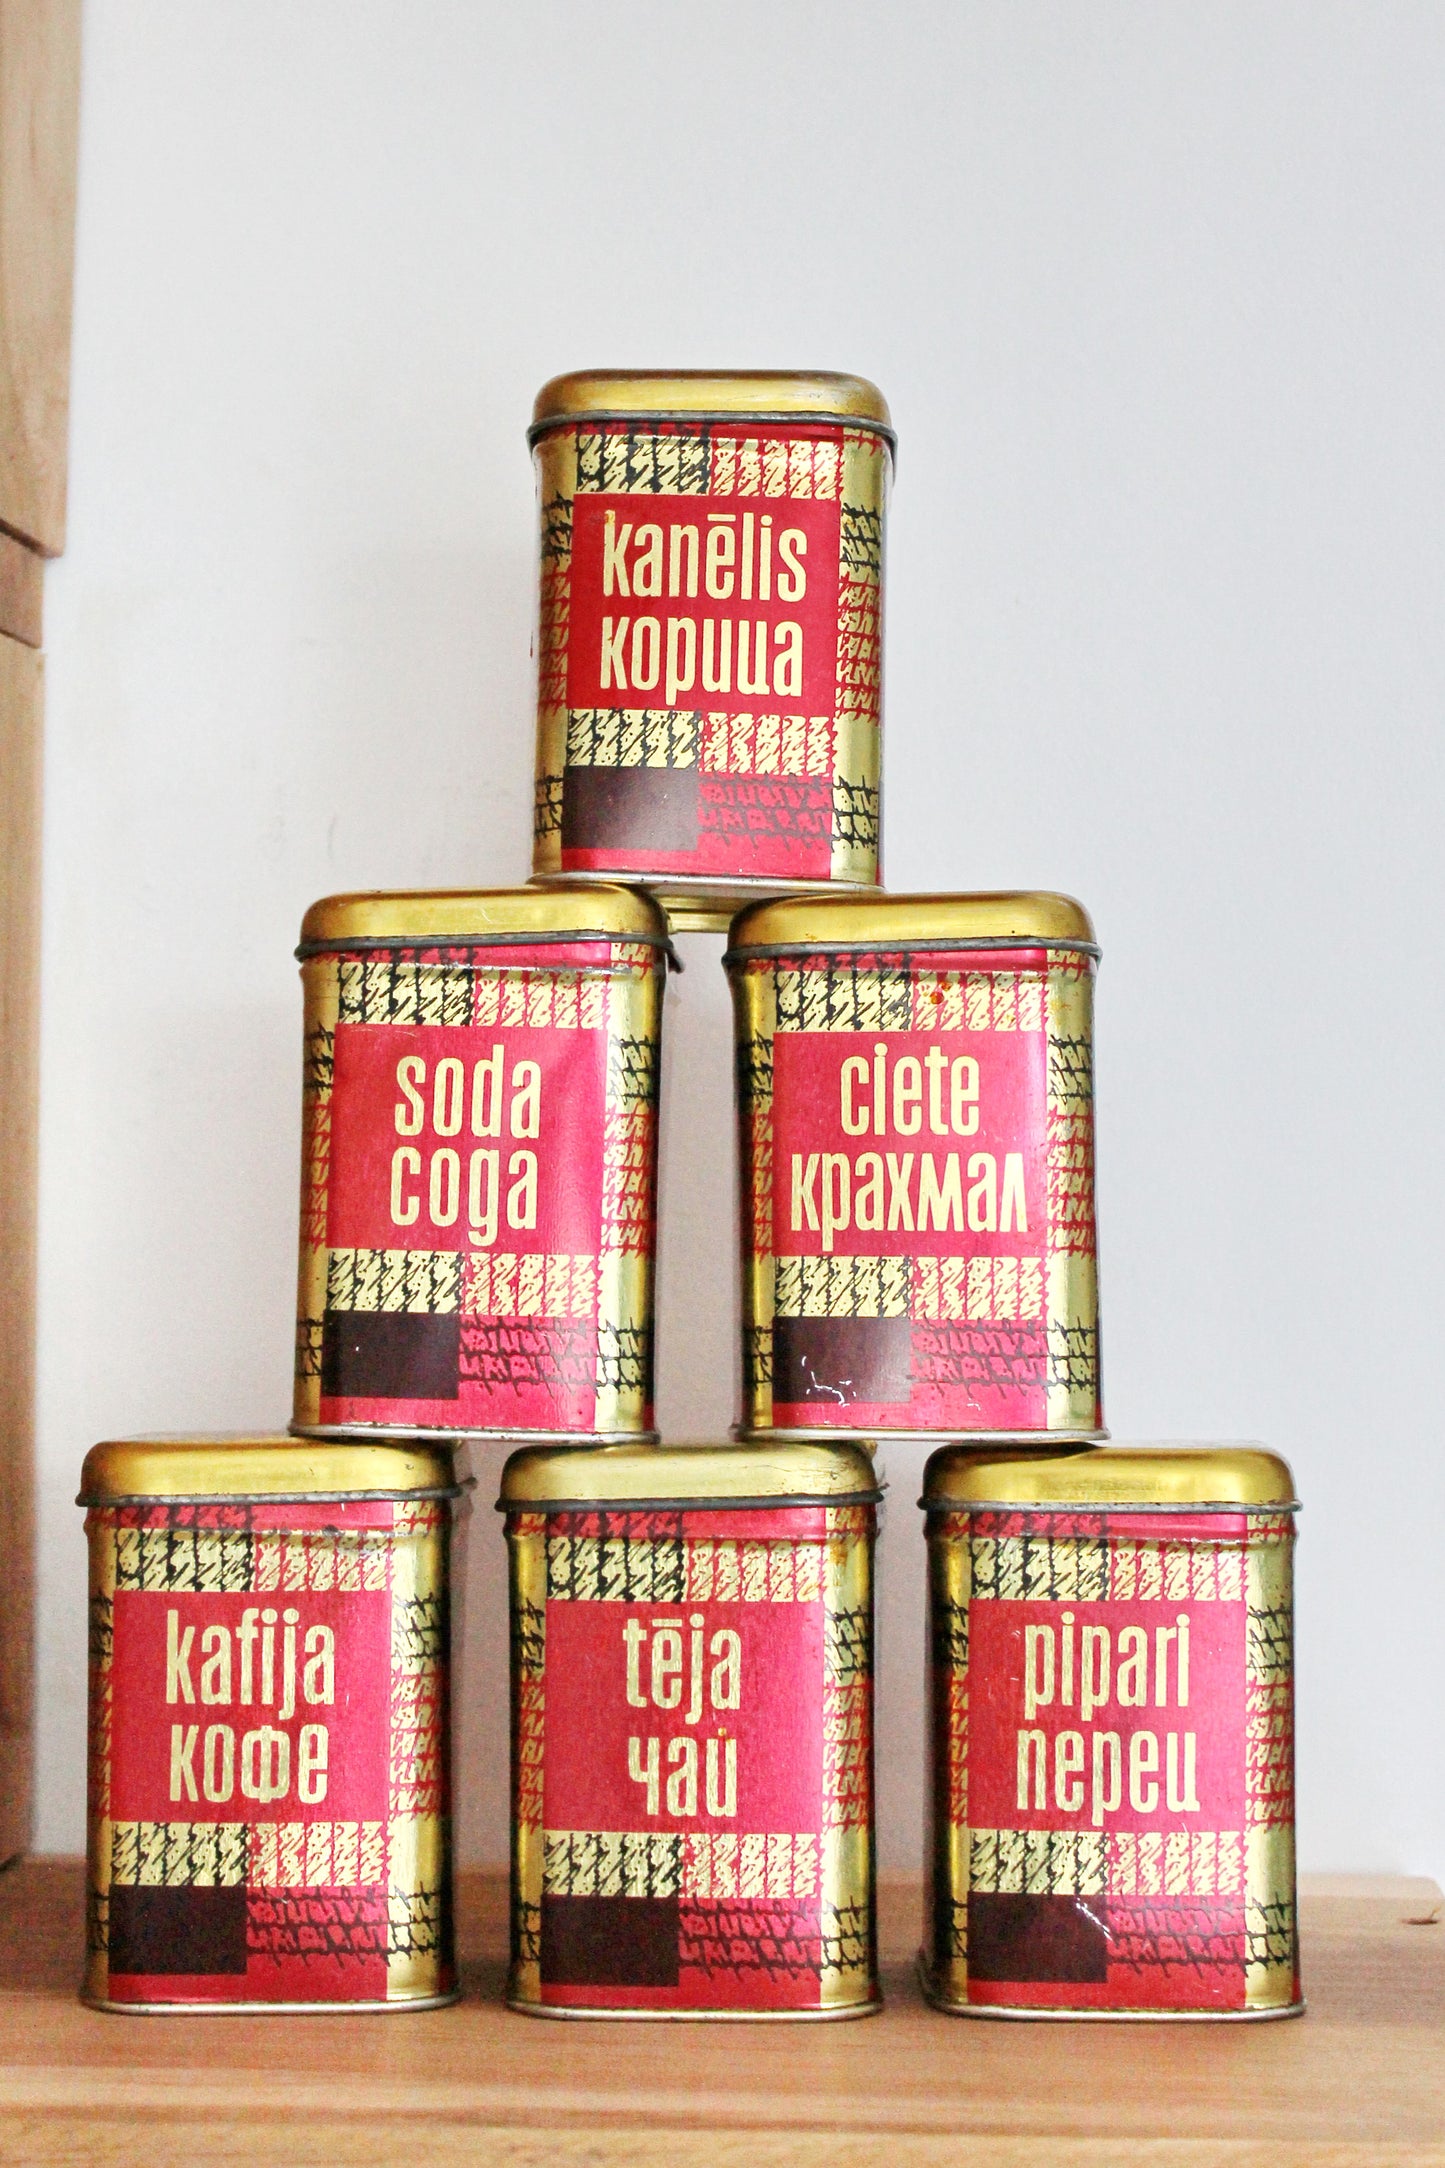 kanēlis
корица
soda
сода
ciete
крахмал
kafija
кофе
tēja
чай
pipari
перец